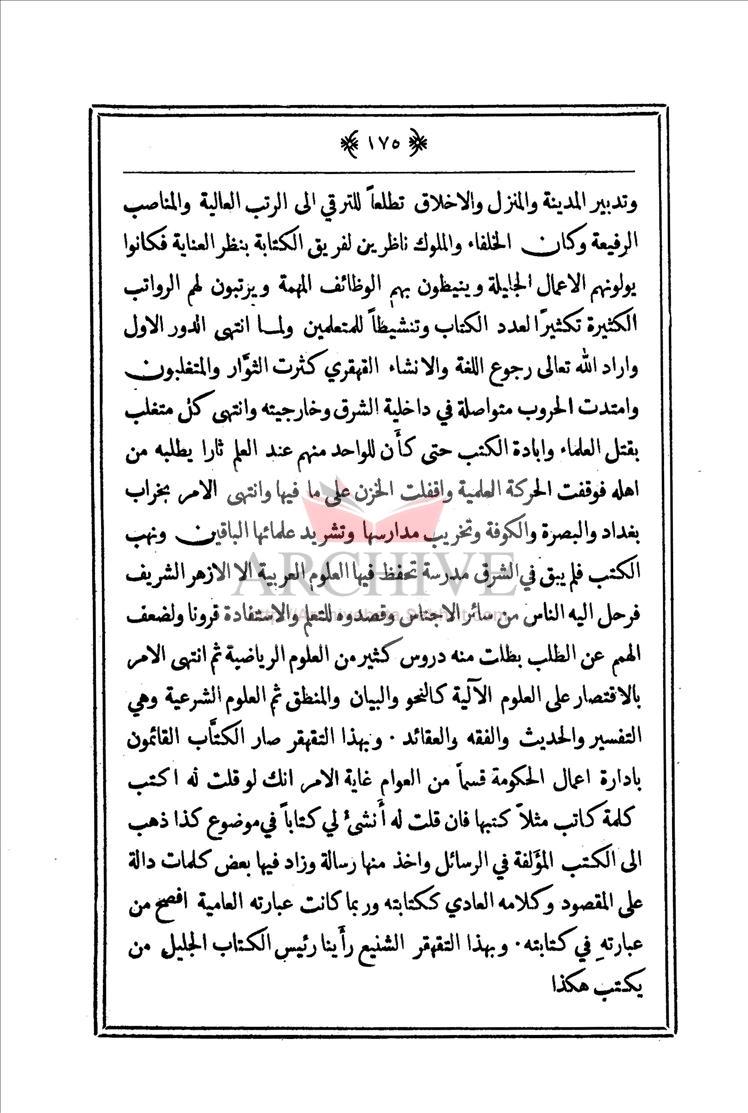 ﴿ ١٧٥ ﴾
وتدبير المدينة والمنزل والاخلاق تطلعاً للترقي الى الرتب العالية والمناصب
الرفيعة وكان الخلفاء والملوك ناظرين لفريق الكتابة بنظر العناية فكانوا
يولونهم الاعمال الجليلة وينيظون بهم الوظائف المهمة ويرتبون لهم الرواتب
الكثيرة تكثيرًا لعدد الكتاب وتنشيطاً للمتعلمين ولما انتهى الدور الاول
واراد الله تعالى رجوع اللغة والانشاء القهقري كثرت الثوَّار والمتغلبون
وامتدت الحروب متواصلة في داخلية الشرق وخارجيته وانتهى كل متغلب
بقتل العلماء وابادة الكتب حتى كأن للواحد منهم عند العلم ثارا يطلبه من
اهله فوقفت الحركة العلمية واقفلت الخزن على ما فيها وانتهى الامر بخراب
بغداد والبصرة والكوفة وتخريب مدارسها وتشريد علمائها الباقين ونهب
الكتب فلم يبق في الشرق مدرسة تحفظ فيها العلوم العربية الا الازهر الشريف
فرحل اليه الناس من سائر الاجناس وقصدوه للتعلم والاستفادة قرونا ولضعف
الهمم عن الطلب بطلت منه دروس كثير من العلوم الرياضية ثم انتهى الامر
بالاقتصار على العلوم الآلية كالنحو والبيان والمنطق ثم العلوم الشرعية وهي
التفسير والحديث والفقه والعقائد · وبهذا التقهقر صار الكتَّاب القائمون
بادارة اعمال الحكومة قسماً من العوام غاية الامر انك لو قلت له اكتب
كلمة كاتب مثلاً كتبها فان قلت له أنشئْ لي كتاباً في موضوع كذا ذهب
الى الكتب المؤلفة في الرسائل واخذ منها رسالة وزاد فيها بعض كلمات دالة
على المقصود وكلامه العادي ككتابته وربما كانت عبارته العامية افصح من
عبارتهِ في كتابته · وبهذا التقهقر الشنيع رأينا رئيس الكتاب الجليل من
يكتب هكذا
ARCHIVE